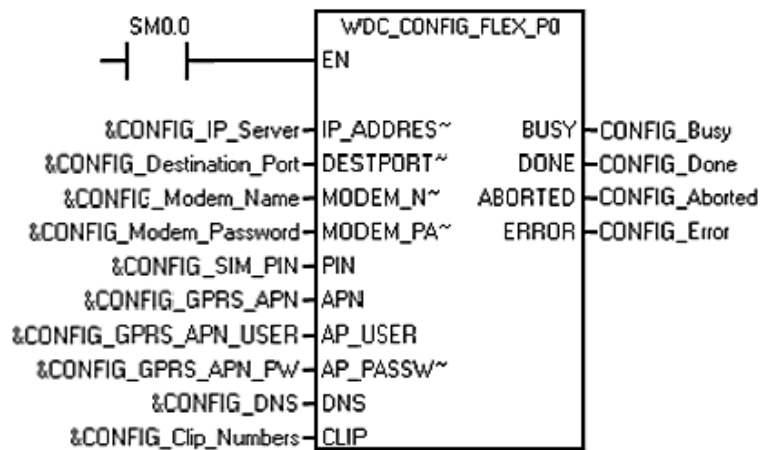 SM0.0 WDC_CONFIG_FLEX_P0
EN
&CONFIG_IP_Server IP_ADDRES~ BUSY CONFIG_Busy
&CONFIG_Destination_Port DESTPORT~ DONE CONFIG_Done
&CONFIG_Modem_Name MODEM_N~ ABORTED CONFIG_Aborted
&CONFIG_Modem_Password MODEM_PA~ ERROR CONFIG_Error
&CONFIG_SIM_PIN PIN
&CONFIG_GPRS_APN APN
&CONFIG_GPRS_APN_USER AP_USER
&CONFIG_GPRS_APN_PW AP_PASSW~
&CONFIG_DNS DNS
&CONFIG_Clip_Numbers CLIP